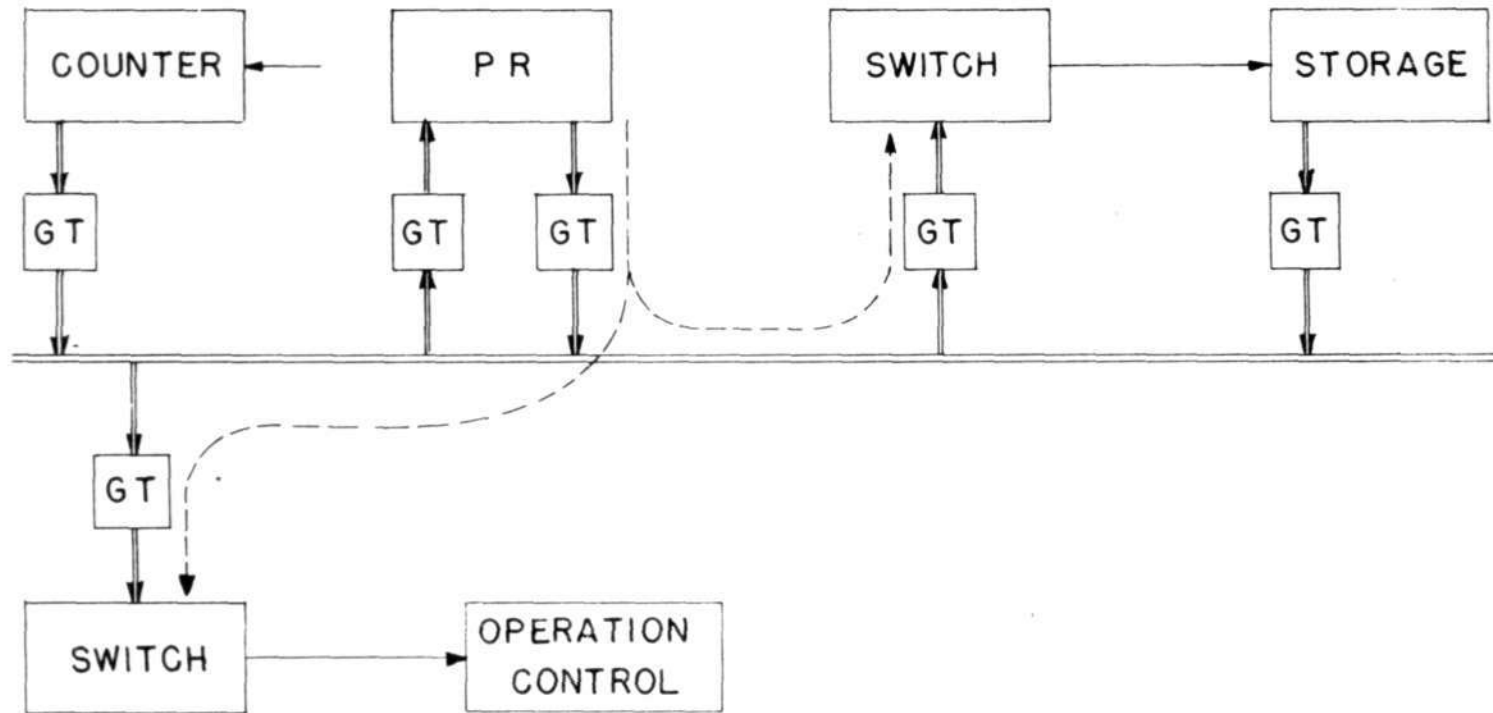 COUNTER
P R
SWITCH
STORAGE
GT
GT
GT
GT
GT
GT
SWITCH
OPERATION
CONTROL